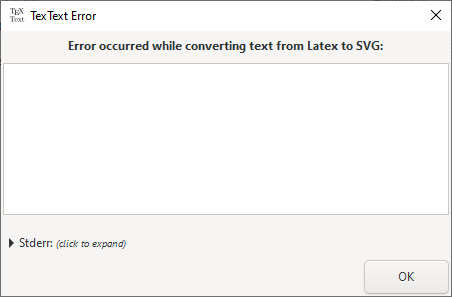 TEX
Text
TexText Error
Error occurred while converting text from Latex to SVG:
Stderr: (click to expand)
OK